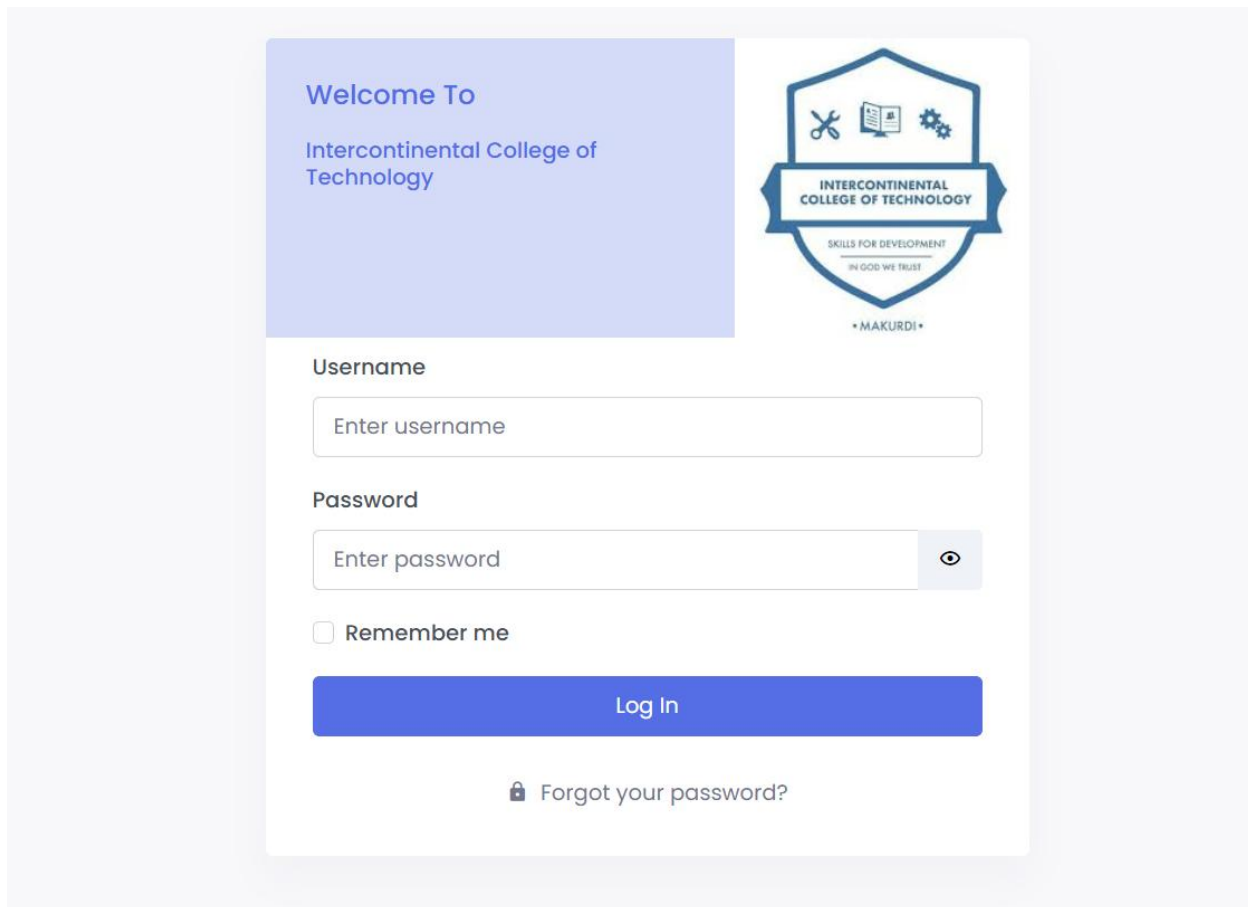 Welcome To
Intercontinental College of
Technology
INTERCONTINENTAL
COLLEGE OF TECHNOLOGY
SKILLS FOR DEVELOPMENT
IN GOD WE TRUST
• MAKURDI •
Username
Enter username
Password
Enter password
Remember me
Log In
Forgot your password?